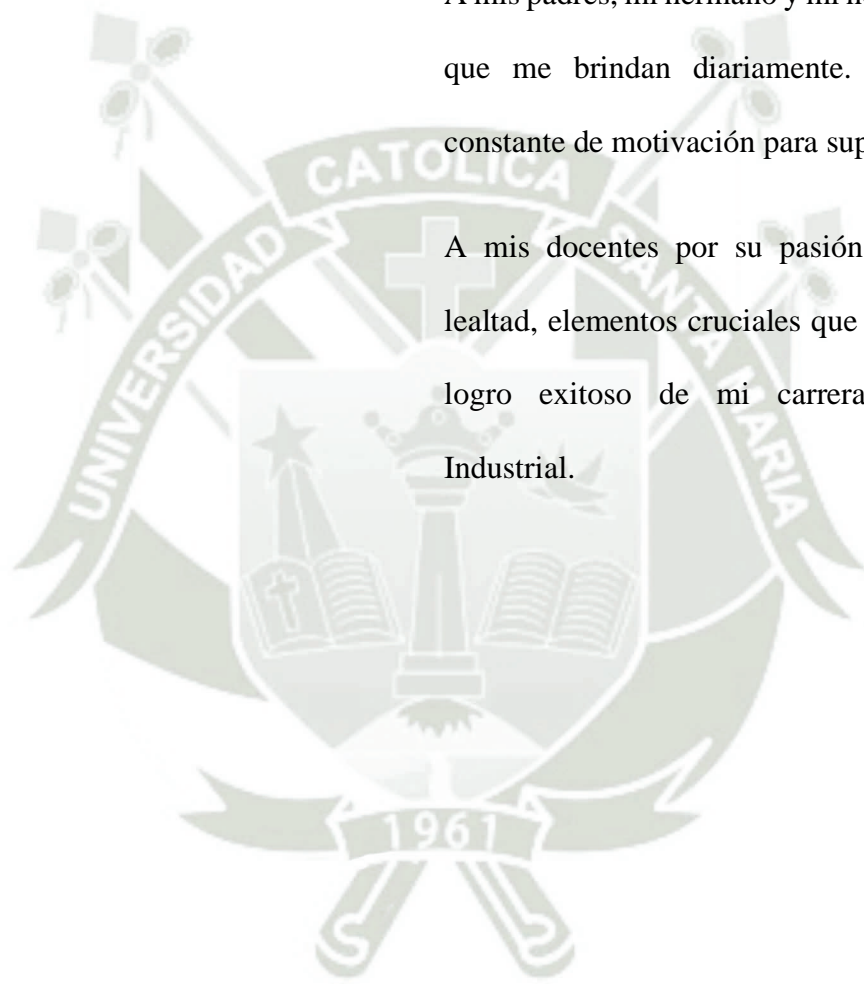 A mis padres, mi hermano y mi
que me brindan diariamente.
constante de motivación para
A mis docentes por su pasión
lealtad, elementos cruciales que
logro exitoso de mi carrera
Industrial.
UNIVERSIDAD CATOLICA SANTA MARIA
1961